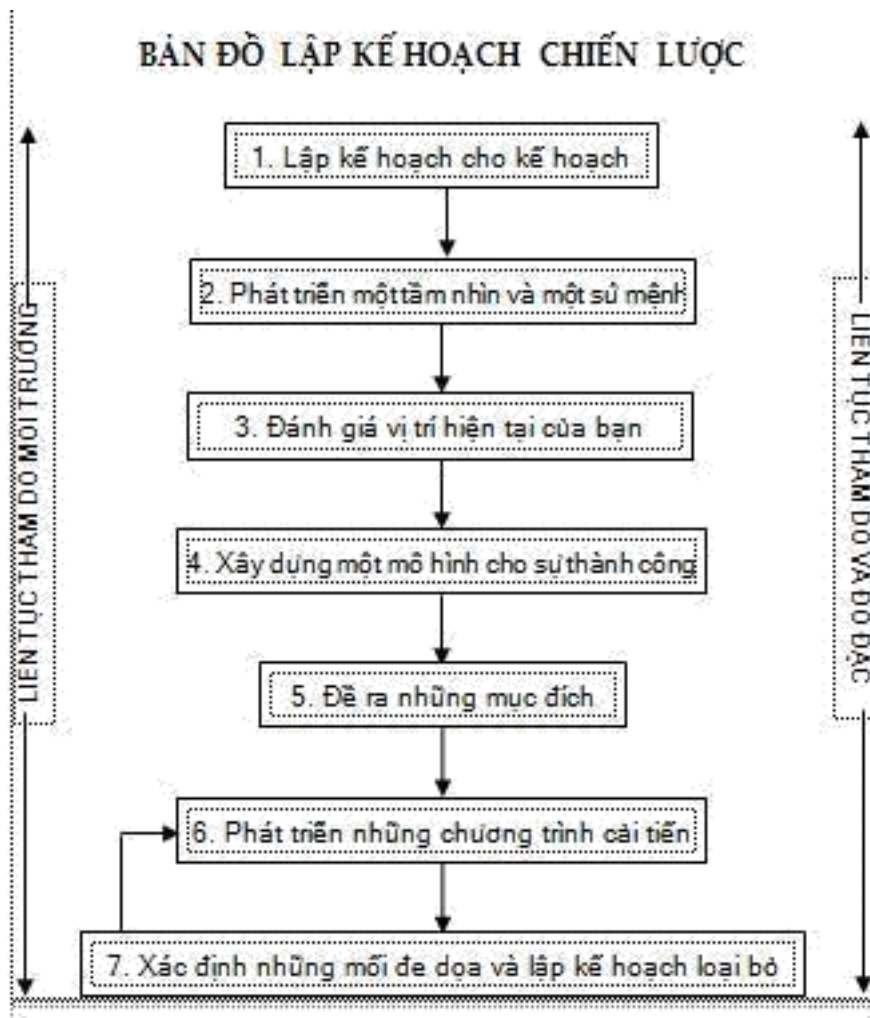 BẢN ĐỒ LẬP KẾ HOẠCH CHIẾN LƯỢC
1. Lập kế hoạch cho kế hoạch
2. Phát triển một tầm nhìn và một sứ mệnh
3. Đánh giá vị trí hiện tại của bạn
4. Xây dựng một mô hình cho sự thành công
5. Đề ra những mục đích
6. Phát triển những chương trình cải tiến
7. Xác định những mối đe dọa và lập kế hoạch loại bỏ
LIÊN TỤC THĂM DÒ MÔI TRƯỜNG
LIÊN TỤC THĂM DÒ VÀ ĐO ĐẠC